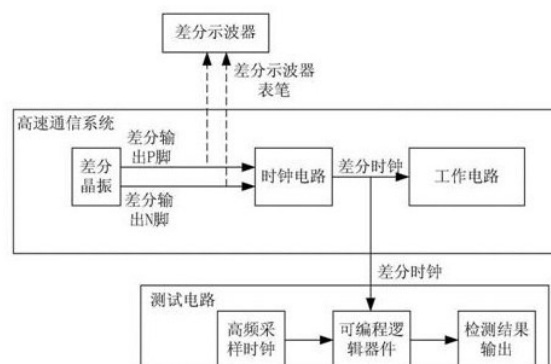 差分示波器
差分示波器
表笔
高速通信系统
差分输
出P脚
差分
晶振
差分输
出N脚
时钟电路
差分时钟
工作电路
差分时钟
测试电路
高频采
样时钟
可编程逻
辑器件
检测结果
输出